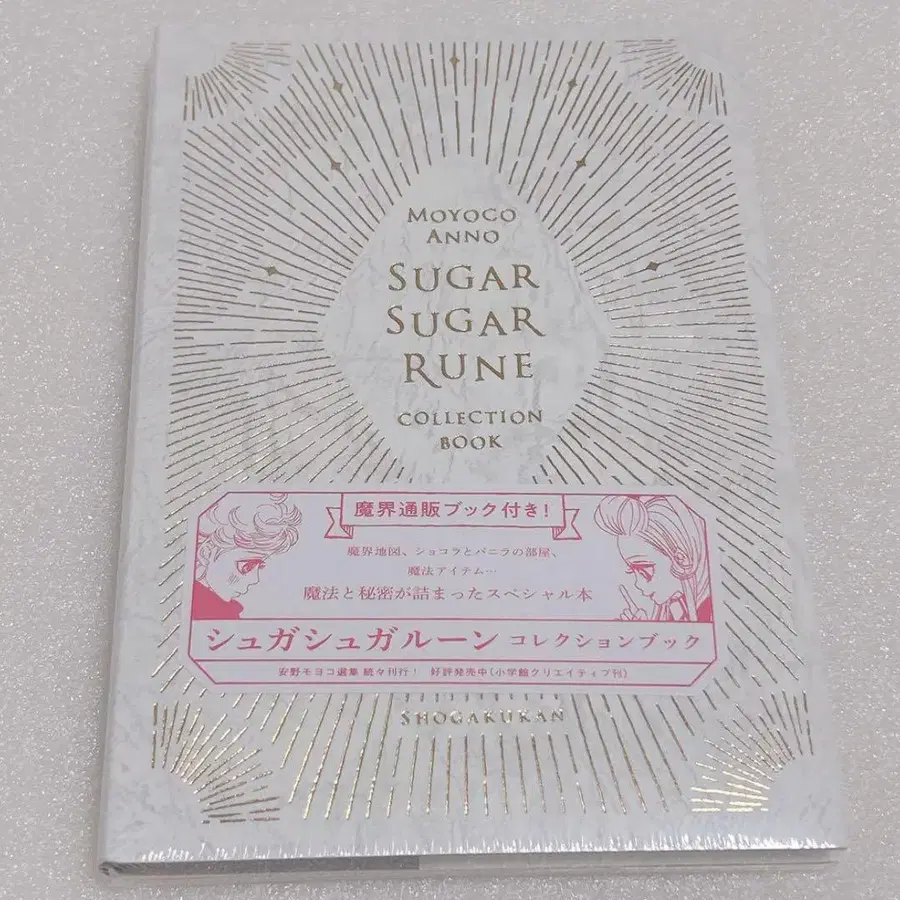 MOYOCO
ANNO
SUGAR
SUGAR
RUNE
COLLECTION
BOOK
魔界通販ブック付き!
魔界地図、ショコラとバニラの部屋、
魔法アイテム…
魔法と秘密が詰まったスペシャル本
シュガシュガルーン コレクションブック
安野モヨコ選集 続々刊行! 好評発売中(小学館クリエイティブ刊)
SHOGAKUKAN